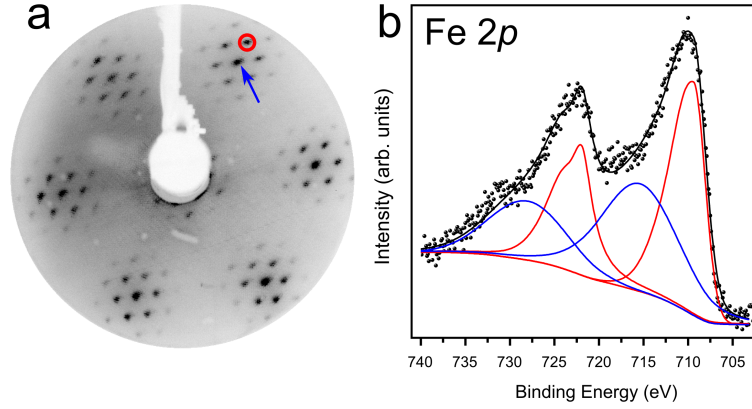 a
b
Fe 2p
Intensity (arb. units)
740 735 730 725 720 715 710 705
Binding Energy (eV)